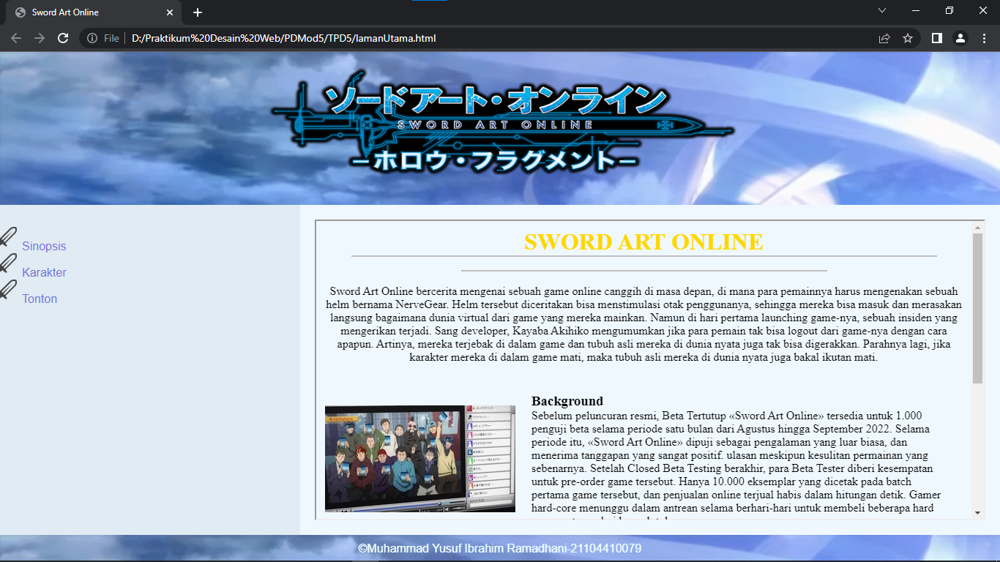 Sword Art Online
File
D:/Praktikum%20Desain%20Web/PDMod5/TPD5/lamanUtama.html
ソードアート・オンライン
SWORD ART ONLINE
ーホロウ・フラグメントー
Sinopsis
Karakter
Tonton
SWORD ART ONLINE
Sword Art Online bercerita mengenai sebuah game online canggih di masa depan, di mana para pemainnya harus mengenakan sebuah
helm bernama NerveGear. Helm tersebut diceritakan bisa menstimulasi otak penggunanya, sehingga mereka bisa masuk dan merasakan
langsung bagaimana dunia virtual dari game yang mereka mainkan. Namun di hari pertama launching game-nya, sebuah insiden yang
mengerikan terjadi. Sang developer, Kayaba Akihiko mengumumkan jika para pemain tak bisa logout dari game-nya dengan cara
apapun. Artinya, mereka terjebak di dalam game dan tubuh asli mereka di dunia nyata juga tak bisa digerakkan. Parahnya lagi, jika
karakter mereka di dalam game mati, maka tubuh asli mereka di dunia nyata juga bakal ikutan mati.
Background
Sebelum peluncuran resmi, Beta Tertutup «Sword Art Online» tersedia untuk 1.000
penguji beta selama periode satu bulan dari Agustus hingga September 2022. Selama
periode itu, «Sword Art Online» dipuji sebagai pengalaman yang luar biasa, dan
menerima tanggapan yang sangat positif. ulasan meskipun kesulitan permainan yang
sebenarnya. Setelah Closed Beta Testing berakhir, para Beta Tester diberi kesempatan
untuk pre-order game tersebut. Hanya 10.000 eksemplar yang dicetak pada batch
pertama game tersebut, dan penjualan online terjual habis dalam hitungan detik. Gamer
hard-core menunggu dalam antrean selama berhari-hari untuk membeli beberapa hard
©Muhammad Yusuf Ibrahim Ramadhani-21104410079